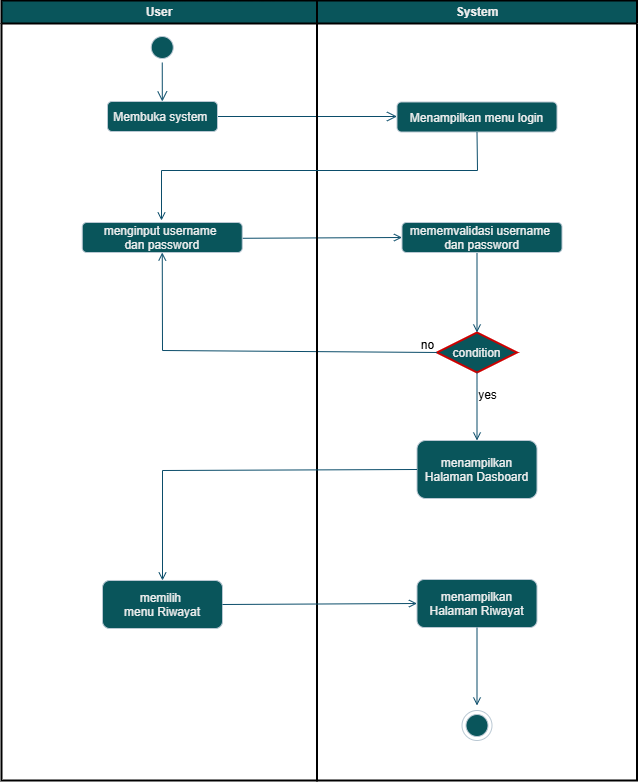 User
System
Membuka system
Menampilkan menu login
menginput username
dan password
mememvalidasi username
dan password
no
condition
yes
menampilkan
Halaman Dasboard
memilih
menu Riwayat
menampilkan
Halaman Riwayat